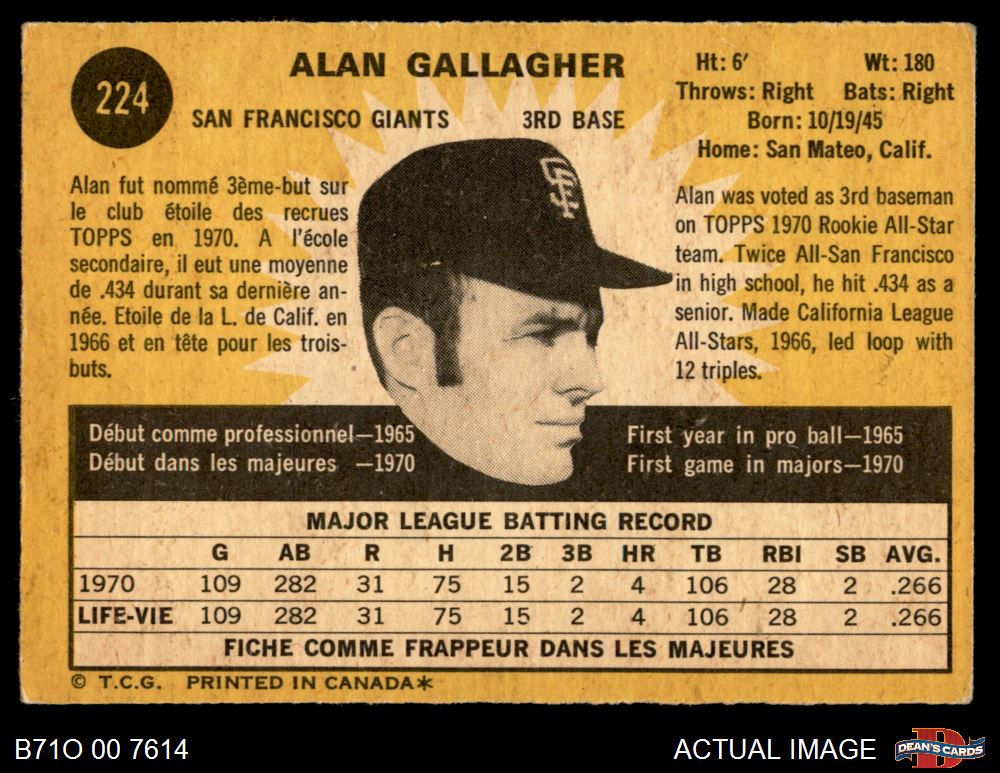 224
ALAN GALLAGHER
SAN FRANCISCO GIANTS 3RD BASE
Ht: 6' Wt: 180
Throws: Right Bats: Right
Born: 10/19/45
Home: San Mateo, Calif.
Alan fut nommé 3ème-but sur
le club étoile des recrues
TOPPS en 1970. A l'école
secondaire, il eut une moyenne
de .434 durant sa dernière an-
née. Etoile de la L. de Calif. en
1966 et en tête pour les trois-
buts.
SF
Alan was voted as 3rd baseman
on TOPPS 1970 Rookie All-Star
team. Twice All-San Francisco
in high school, he hit .434 as a
senior. Made California League
All-Stars, 1966, led loop with
12 triples.
Début comme professionnel—1965
Début dans les majeures —1970
First year in pro ball—1965
First game in majors—1970
MAJOR LEAGUE BATTING RECORD
G AB R H 2B 3B HR TB RBI SB AVG.
1970 109 282 31 75 15 2 4 106 28 2 .266
LIFE-VIE 109 282 31 75 15 2 4 106 28 2 .266
FICHE COMME FRAPPEUR DANS LES MAJEURES
© T.C.G. PRINTED IN CANADA*
B71O 00 7614
ACTUAL IMAGE
D
DEAN'S CARDS